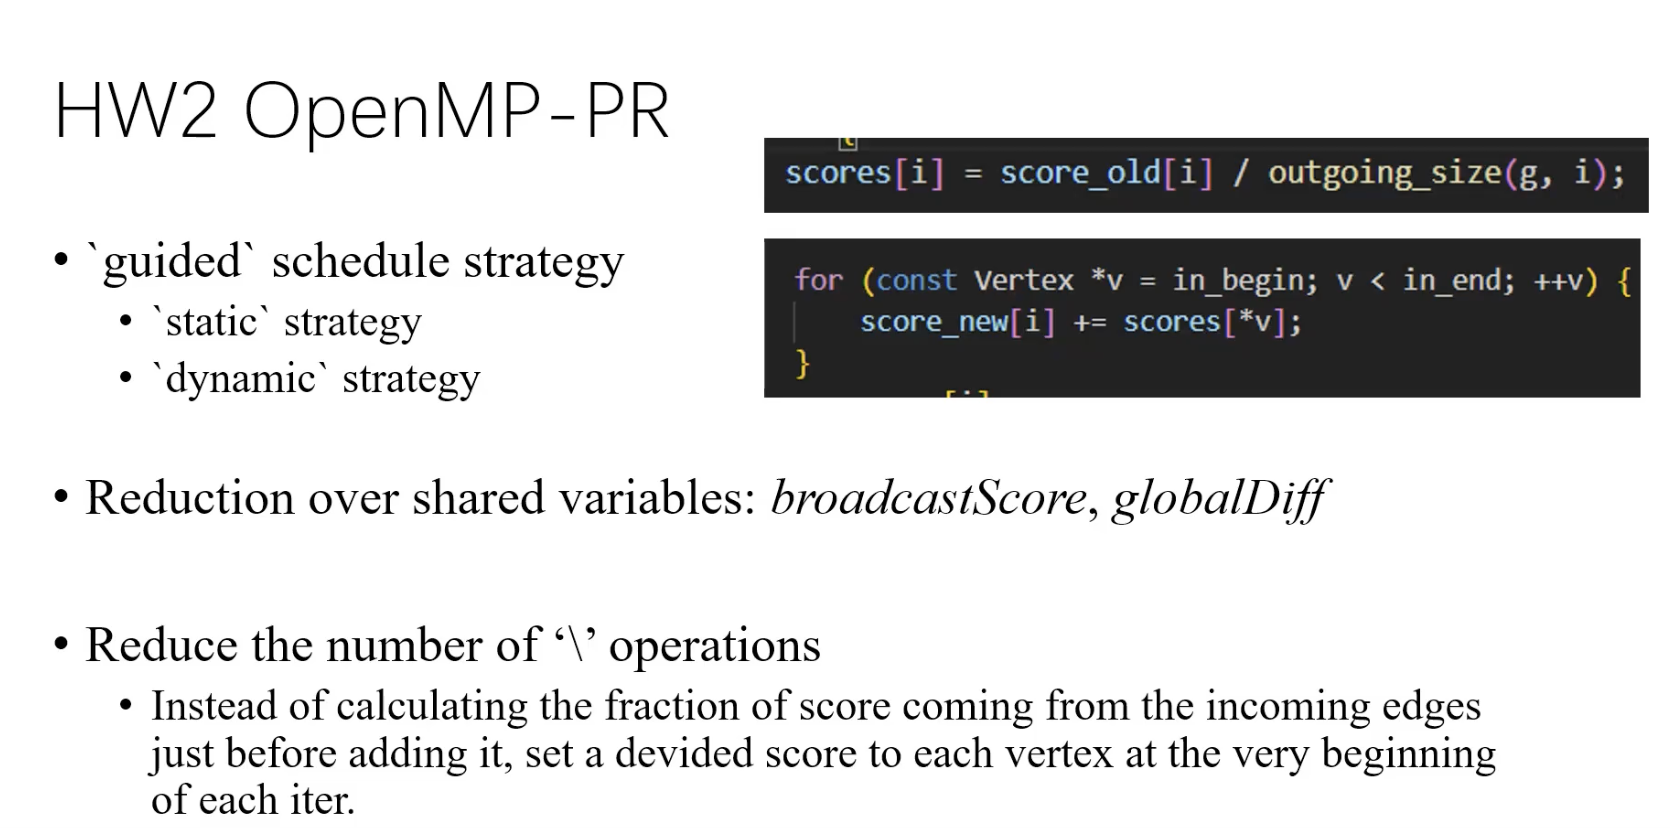 HW2 OpenMP-PR
scores[i] = score_old[i] / outgoing_size(g, i);
• `guided` schedule strategy
• `static` strategy
• `dynamic` strategy
for (const Vertex *v = in_begin; v < in_end; ++v) {
score_new[i] += scores[*v];
}
• Reduction over shared variables: broadcastScore, globalDiff
• Reduce the number of ‘\’ operations
• Instead of calculating the fraction of score coming from the incoming edges
just before adding it, set a devided score to each vertex at the very beginning
of each iter.